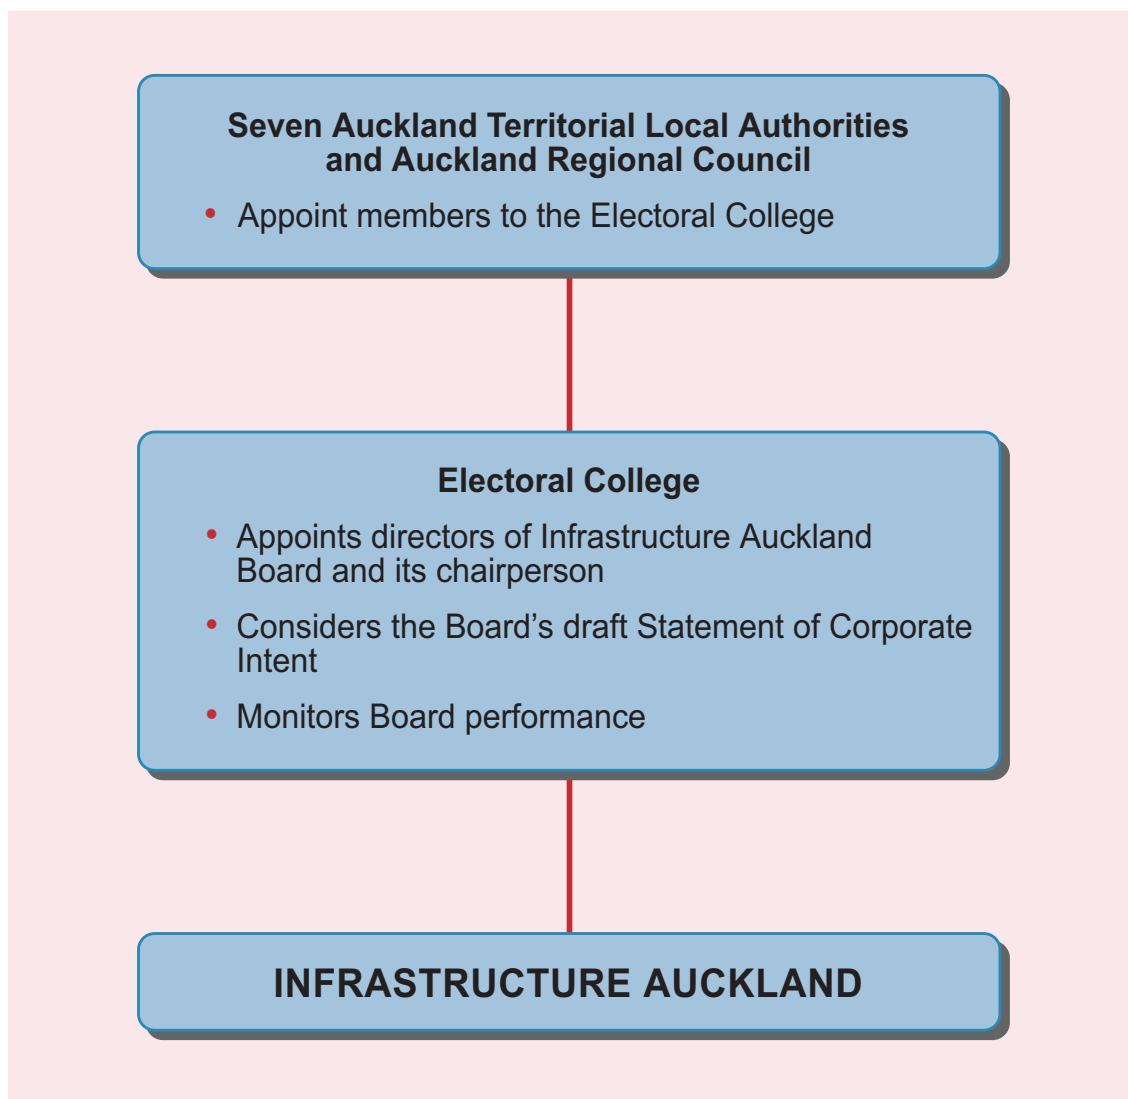 Seven Auckland Territorial Local Authorities
and Auckland Regional Council
• Appoint members to the Electoral College
Electoral College
• Appoints directors of Infrastructure Auckland
Board and its chairperson
• Considers the Board’s draft Statement of Corporate
Intent
• Monitors Board performance
INFRASTRUCTURE AUCKLAND